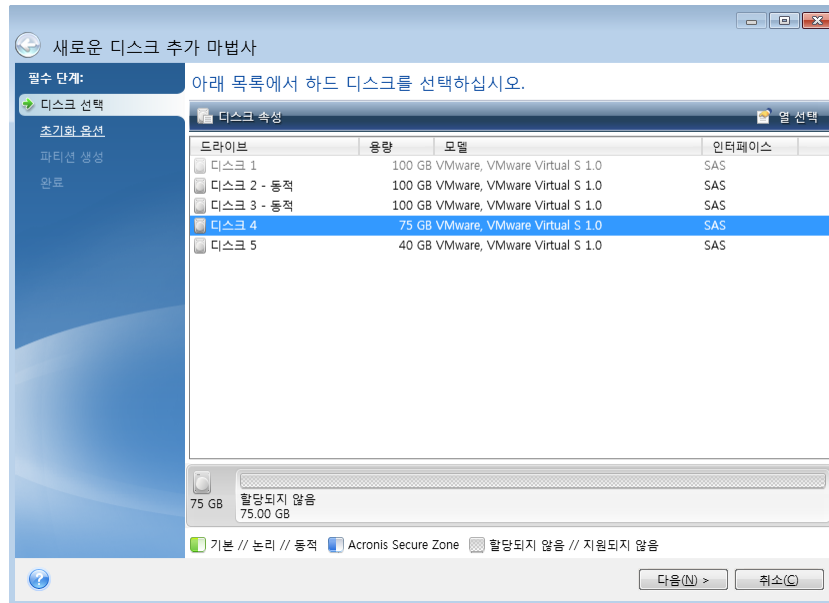 새로운 디스크 추가 마법사
필수 단계:
디스크 선택
초기화 옵션
파티션 생성
완료
아래 목록에서 하드 디스크를 선택하십시오.
디스크 속성 열 선택
드라이브 용량 모델 인터페이스
디스크 1 100 GB VMware, VMware Virtual S 1.0 SAS
디스크 2 - 동적 100 GB VMware, VMware Virtual S 1.0 SAS
디스크 3 - 동적 100 GB VMware, VMware Virtual S 1.0 SAS
디스크 4 75 GB VMware, VMware Virtual S 1.0 SAS
디스크 5 40 GB VMware, VMware Virtual S 1.0 SAS
75 GB
할당되지 않음
75.00 GB
기본 // 논리 // 동적 Acronis Secure Zone 할당되지 않음 // 지원되지 않음
다음(N) > 취소(C)